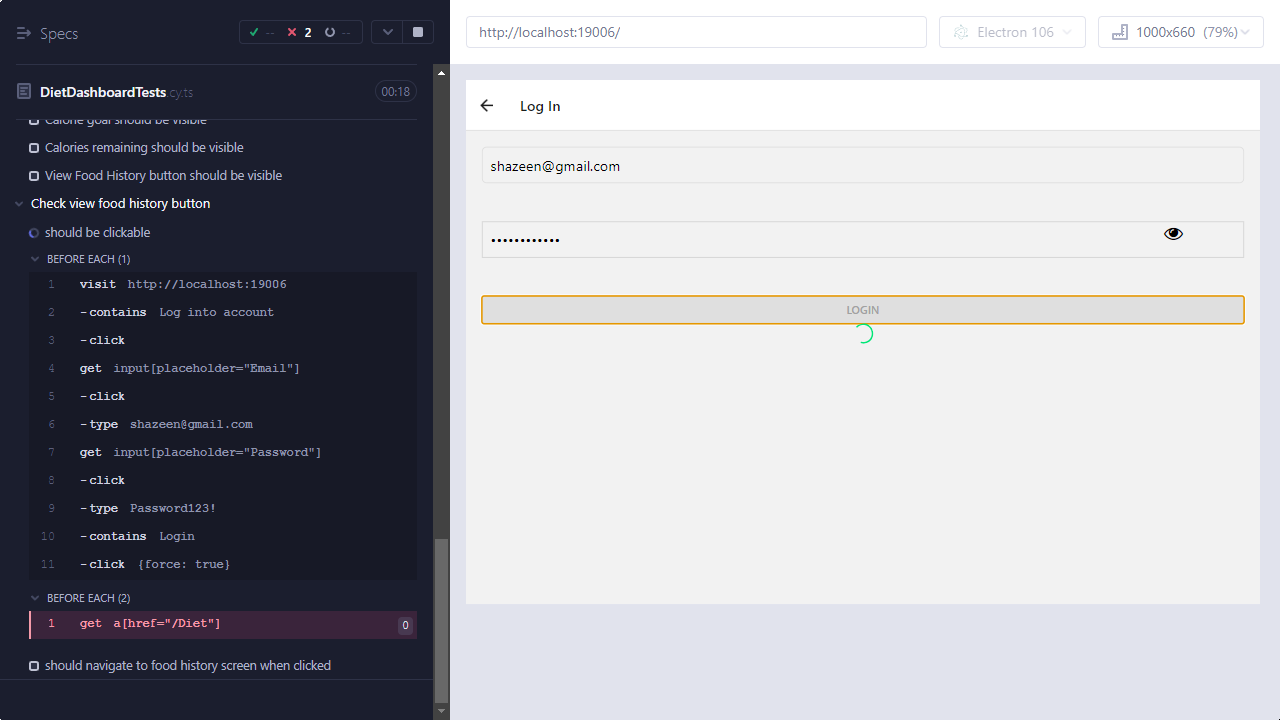 Specs
-- 2 --
http://localhost:19006/
Electron 106
1000x660 (79%)
DietDashboardTests.cy.ts
00:18
Calorie goal should be visible
Calories remaining should be visible
View Food History button should be visible
Check view food history button
should be clickable
BEFORE EACH (1)
1 visit http://localhost:19006
2 -contains Log into account
3 -click
4 get input[placeholder="Email"]
5 -click
6 -type shazeen@gmail.com
7 get input[placeholder="Password"]
8 -click
9 -type Password123!
10 -contains Login
11 -click {force: true}
BEFORE EACH (2)
1 get a[href="/Diet"] 0
should navigate to food history screen when clicked
Log In
shazeen@gmail.com
••••••••••••
LOGIN